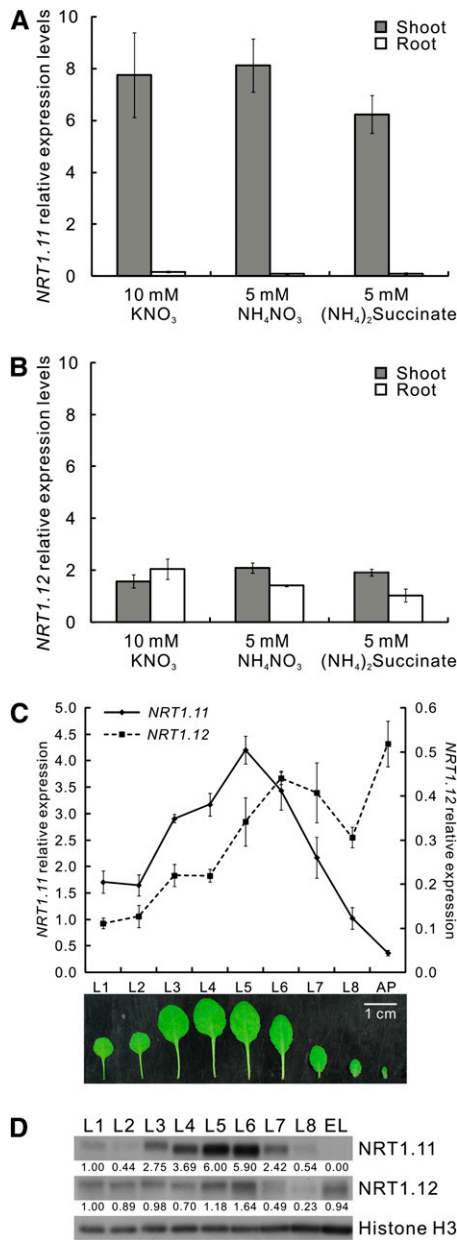 A
Shoot
Root
NRT1.11 relative expression levels
10
8
6
4
2
0
10 mM KNO₃
5 mM NH₄NO₃
5 mM (NH₄)₂Succinate
B
Shoot
Root
NRT1.12 relative expression levels
10
8
6
4
2
0
10 mM KNO₃
5 mM NH₄NO₃
5 mM (NH₄)₂Succinate
C
NRT1.11
NRT1.12
NRT1.11 relative expression
5.0
4.5
4.0
3.5
3.0
2.5
2.0
1.5
1.0
0.5
0.0
NRT1.12 relative expression
0.6
0.5
0.4
0.3
0.2
0.1
0.0
L1 L2 L3 L4 L5 L6 L7 L8 AP
1 cm
D
L1 L2 L3 L4 L5 L6 L7 L8 EL
NRT1.11
1.00 0.44 2.75 3.69 6.00 5.90 2.42 0.54 0.00
NRT1.12
1.00 0.89 0.98 0.70 1.18 1.64 0.49 0.23 0.94
Histone H3